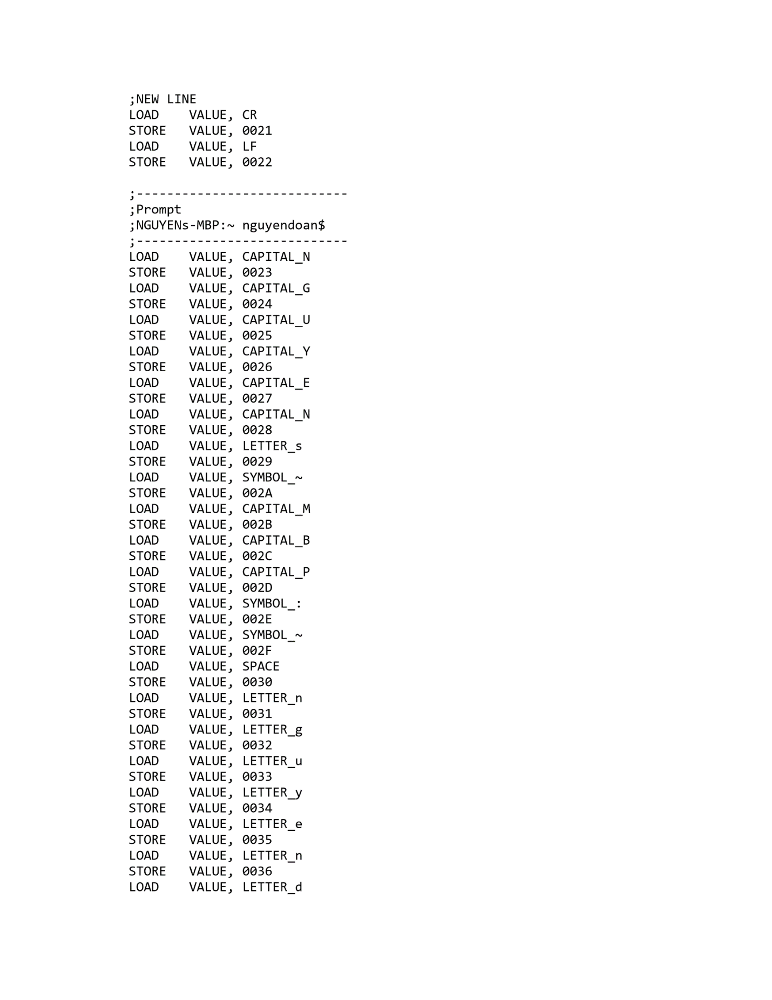 ;NEW LINE
LOAD    VALUE, CR
STORE   VALUE, 0021
LOAD    VALUE, LF
STORE   VALUE, 0022
;----------------------------
;Prompt
;NGUYENs-MBP:~ nguyendoan$
;----------------------------
LOAD    VALUE, CAPITAL_N
STORE   VALUE, 0023
LOAD    VALUE, CAPITAL_G
STORE   VALUE, 0024
LOAD    VALUE, CAPITAL_U
STORE   VALUE, 0025
LOAD    VALUE, CAPITAL_Y
STORE   VALUE, 0026
LOAD    VALUE, CAPITAL_E
STORE   VALUE, 0027
LOAD    VALUE, CAPITAL_N
STORE   VALUE, 0028
LOAD    VALUE, LETTER_s
STORE   VALUE, 0029
LOAD    VALUE, SYMBOL_~
STORE   VALUE, 002A
LOAD    VALUE, CAPITAL_M
STORE   VALUE, 002B
LOAD    VALUE, CAPITAL_B
STORE   VALUE, 002C
LOAD    VALUE, CAPITAL_P
STORE   VALUE, 002D
LOAD    VALUE, SYMBOL_:
STORE   VALUE, 002E
LOAD    VALUE, SYMBOL_~
STORE   VALUE, 002F
LOAD    VALUE, SPACE
STORE   VALUE, 0030
LOAD    VALUE, LETTER_n
STORE   VALUE, 0031
LOAD    VALUE, LETTER_g
STORE   VALUE, 0032
LOAD    VALUE, LETTER_u
STORE   VALUE, 0033
LOAD    VALUE, LETTER_y
STORE   VALUE, 0034
LOAD    VALUE, LETTER_e
STORE   VALUE, 0035
LOAD    VALUE, LETTER_n
STORE   VALUE, 0036
LOAD    VALUE, LETTER_d